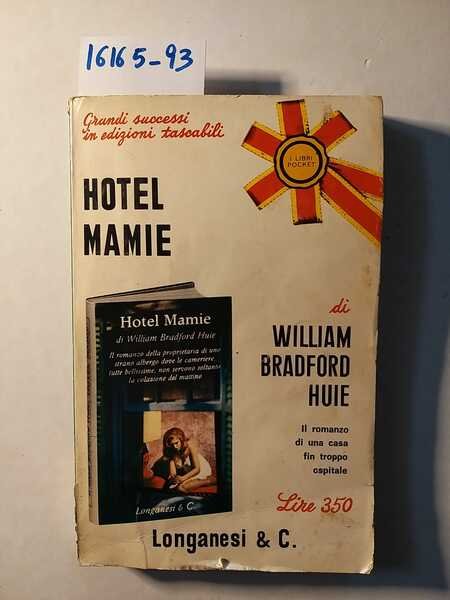 16165-93
Grandi successi
in edizioni tascabili
I LIBRI
POCKET
HOTEL
MAMIE
di
WILLIAM
BRADFORD
HUIE
Il romanzo
di una casa
fin troppo
ospitale
Hotel Mamie
di William Bradford Huie
Il romanzo della proprietaria di uno
strano albergo dove le cameriere,
tutte bellissime, non servono soltanto
la colazione del mattino
Longanesi & C.
Lire 350
Longanesi & C.